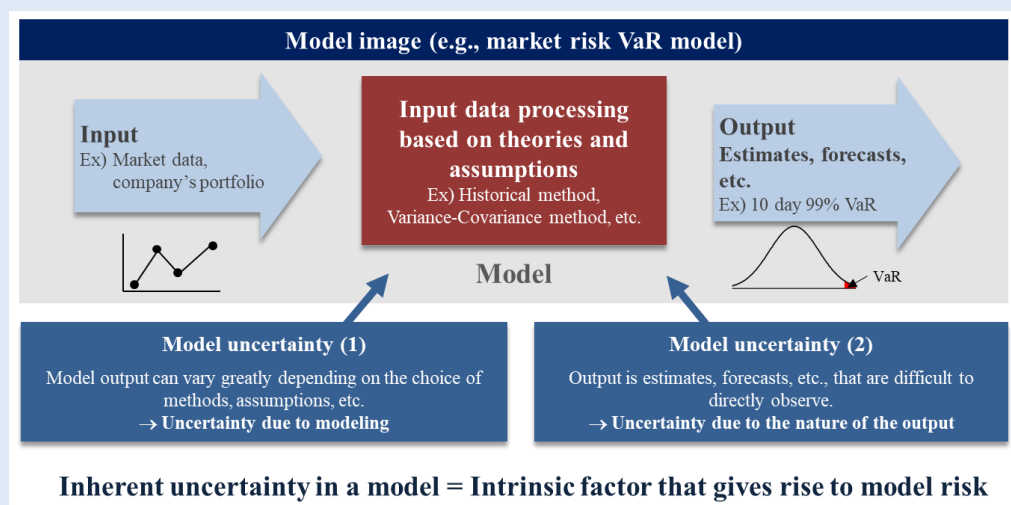 Model image (e.g., market risk VaR model)
Input
Ex) Market data,
company's portfolio
Input data processing
based on theories and
assumptions
Ex) Historical method,
Variance-Covariance method, etc.
Output
Estimates, forecasts,
etc.
Ex) 10 day 99% VaR
Model
VaR
Model uncertainty (1)
Model output can vary greatly depending on the choice of
methods, assumptions, etc.
→ Uncertainty due to modeling
Model uncertainty (2)
Output is estimates, forecasts, etc., that are difficult to
directly observe.
→ Uncertainty due to the nature of the output
Inherent uncertainty in a model = Intrinsic factor that gives rise to model risk